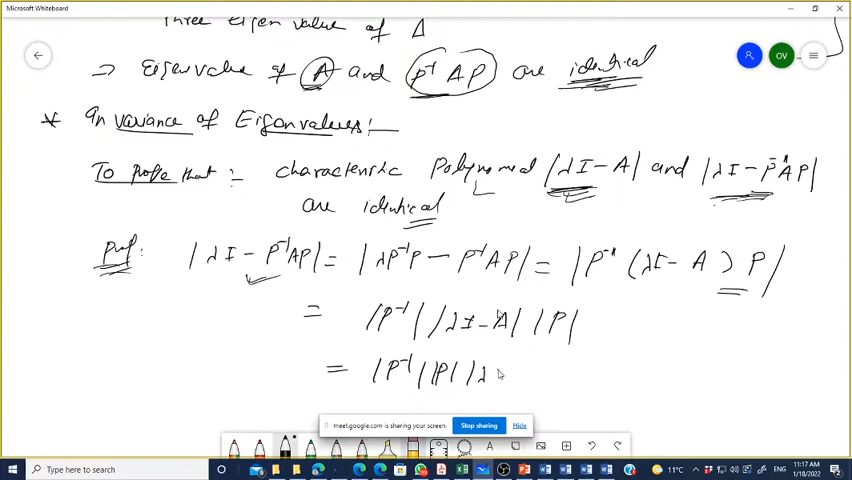 Microsoft Whiteboard
Three Eigen value of A
OV
=> Eigenvalue of A and P⁻¹ A P are identical
* Invariance of Eigenvalues:
To prove that :- characteristic Polynomial |λI - A| and |λI - P⁻¹AP|
are identical
Proof: |λI - P⁻¹AP| = |λP⁻¹P - P⁻¹AP| = |P⁻¹ (λI - A) P|
= |P⁻¹| |λI - A| |P|
= |P⁻¹| |P| |λ
meet.google.com is sharing your screen. Stop sharing Hide
Type here to search
11°C
11:17 AM
1/18/2022